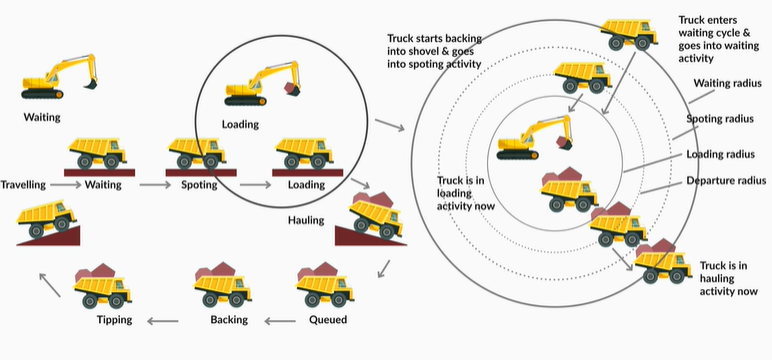 Truck starts backing
into shovel & goes
into spoting activity
Truck enters
waiting cycle &
goes into waiting
activity
Waiting radius
Waiting
Loading
Spoting radius
Loading radius
Travelling
Waiting
Spoting
Loading
Truck is in
loading
activity now
Departure radius
Hauling
Truck is in
hauling
activity now
Tipping
Backing
Queued